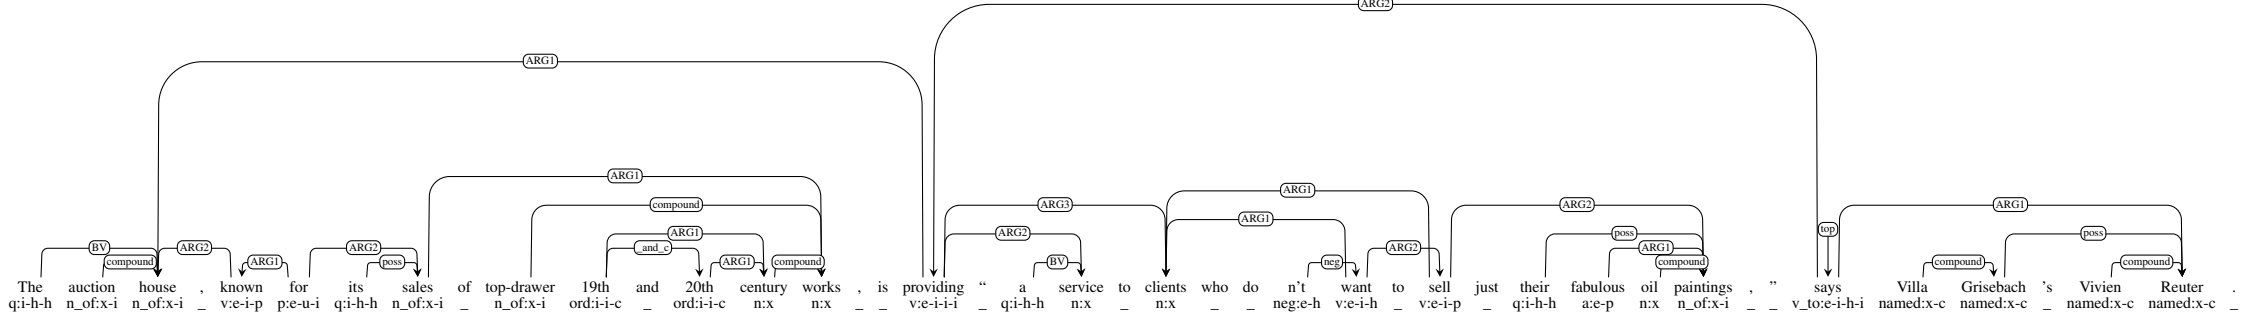 ARG2
ARG1
ARG1
ARG1 ARG2
compound ARG3 ARG1 ARG2 ARG1
ARG1 ARG2 poss top poss
BV ARG2 ARG2 _and_c ARG1 ARG1
compound ARG1 poss ARG1 compound BV neg ARG2 compound compound compound
The auction house , known for its sales of top-drawer 19th and 20th century works , is providing “ a service to clients who do n't want to sell just their fabulous oil paintings , ” says Villa Grisebach 's Vivien Reuter .
q:i-h-h n_of:x-i n_of:x-i _ v:e-i-p p:e-u-i q:i-h-h n_of:x-i _ n_of:x-i ord:i-i-c _ ord:i-i-c n:x n:x _ _ v:e-i-i-i _ q:i-h-h n:x _ n:x _ _ neg:e-h v:e-i-h _ v:e-i-p _ q:i-h-h a:e-p n:x n_of:x-i _ _ v_to:e-i-h-i named:x-c named:x-c _ named:x-c named:x-c _